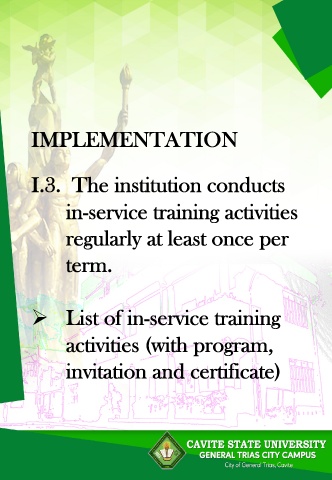 IMPLEMENTATION
I.3. The institution conducts
in-service training activities
regularly at least once per
term.
➢ List of in-service training
activities (with program,
invitation and certificate)
CAVITE STATE UNIVERSITY
GENERAL TRIAS CITY CAMPUS
City of General Trias, Cavite